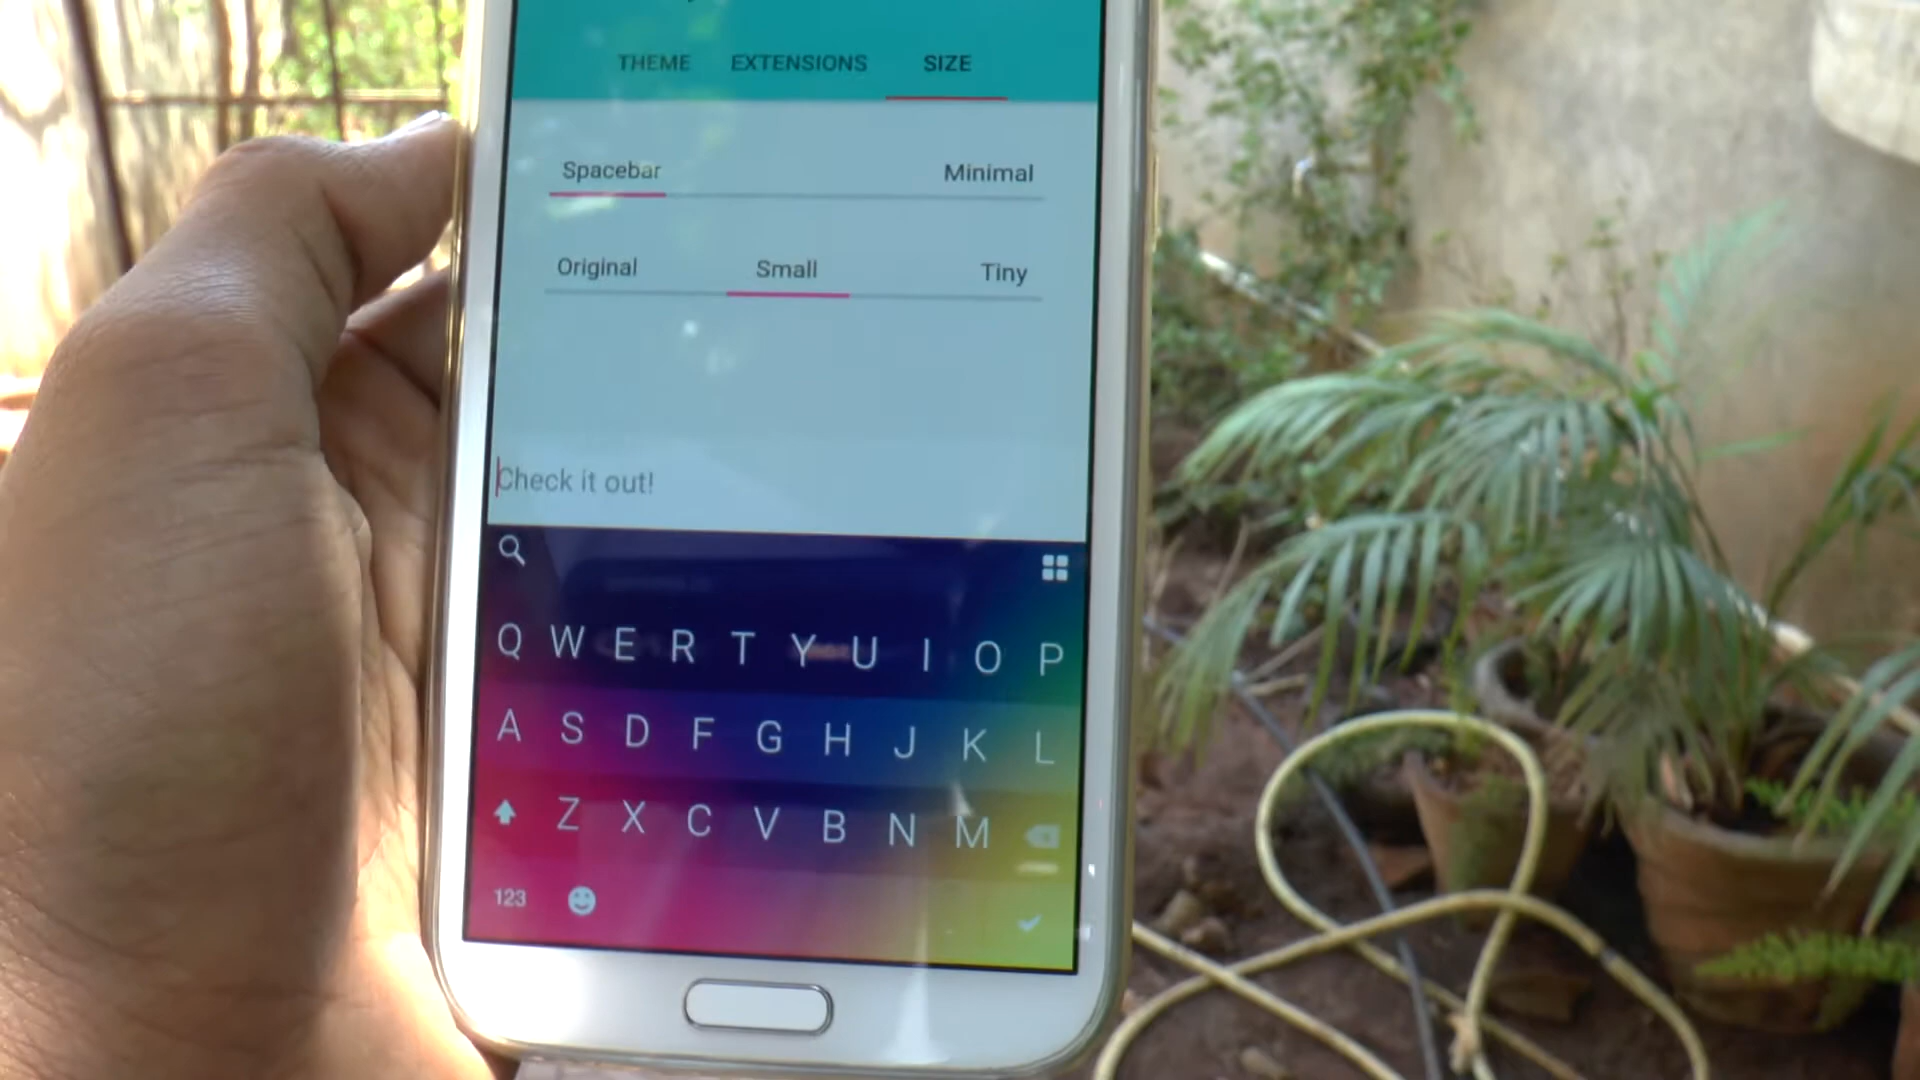 THEME EXTENSIONS SIZE
Spacebar Minimal
Original Small Tiny
Check it out!
Q W E R T Y U I O P
A S D F G H J K L
Z X C V B N M
123